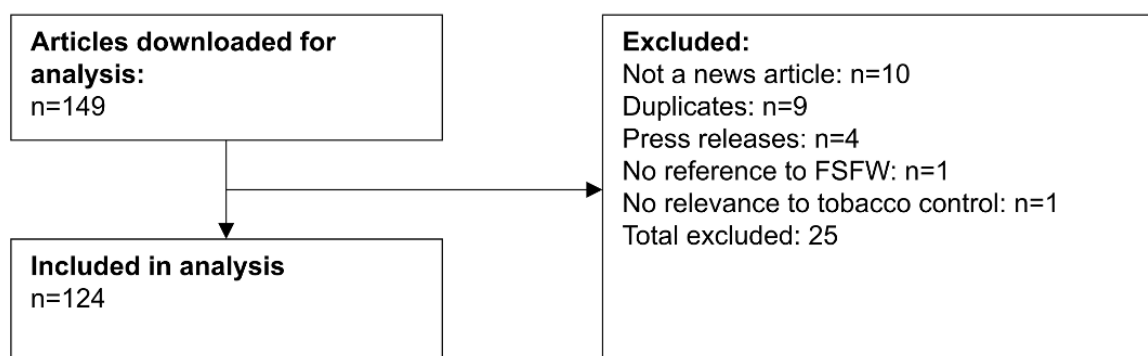 Articles downloaded for
analysis:
n=149
Excluded:
Not a news article: n=10
Duplicates: n=9
Press releases: n=4
No reference to FSFW: n=1
No relevance to tobacco control: n=1
Total excluded: 25
Included in analysis
n=124